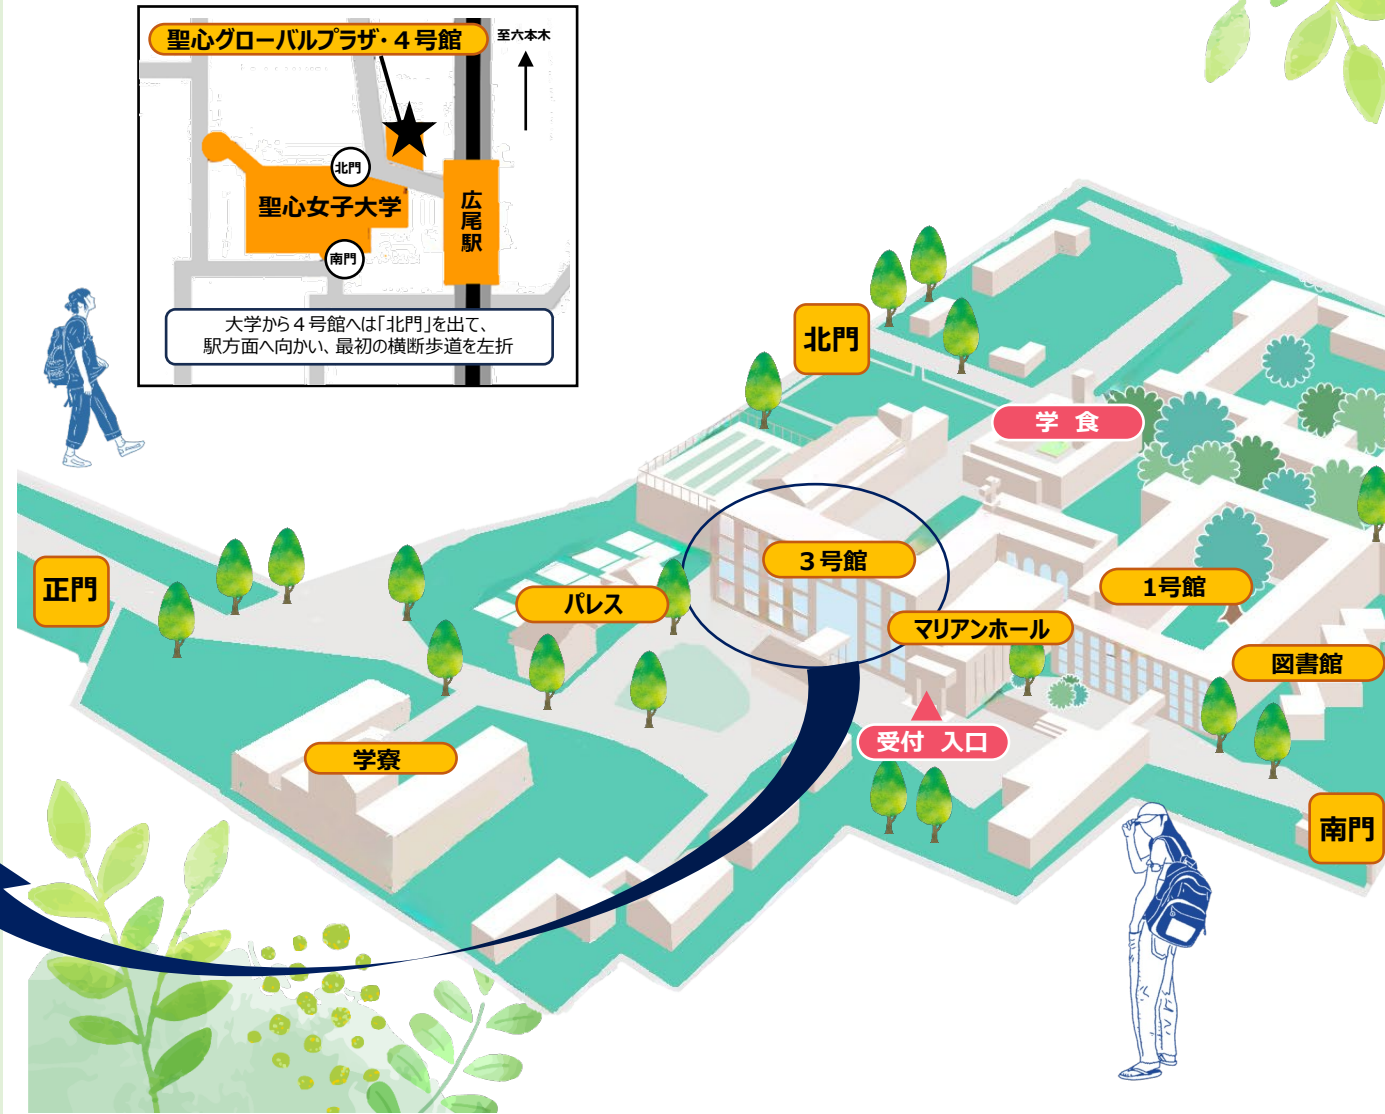 聖心グローバルプラザ・４号館
至六本木
北門
聖心女子大学
広尾駅
南門
大学から４号館へは「北門」を出て、
駅方面へ向かい、最初の横断歩道を左折
北門
学 食
３号館
1号館
正門
パレス
マリアンホール
図書館
受付 入口
学寮
南門